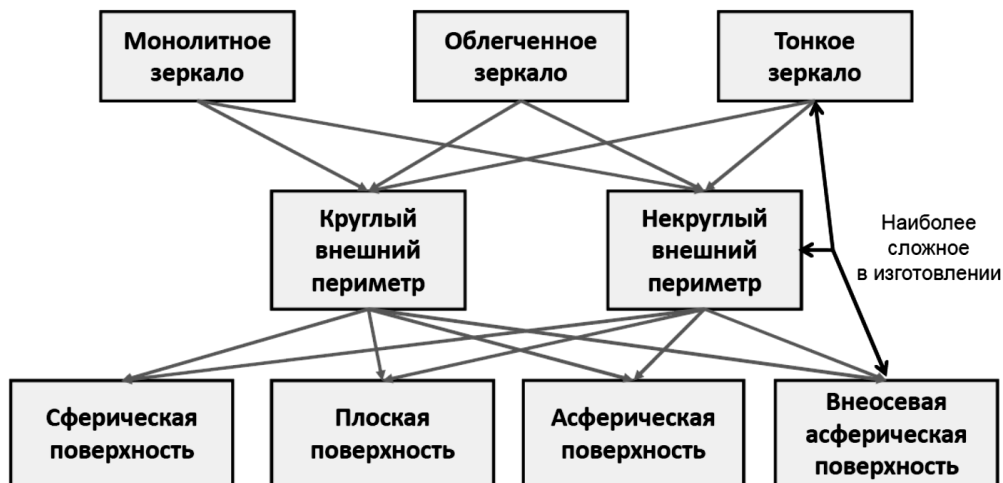 Монолитное
зеркало
Облегченное
зеркало
Тонкое
зеркало
Круглый
внешний
периметр
Некруглый
внешний
периметр
Наиболее
сложное
в изготовлении
Сферическая
поверхность
Плоская
поверхность
Асферическая
поверхность
Внеосевая
асферическая
поверхность